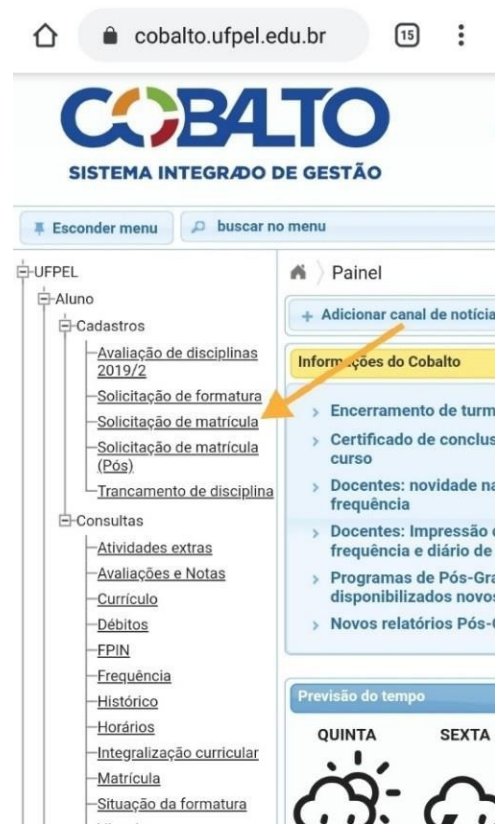 cobalto.ufpel.edu.br
15
COBALTO
SISTEMA INTEGRADO DE GESTÃO
Esconder menu
buscar no menu
UFPEL
Aluno
Cadastros
Avaliação de disciplinas
2019/2
Solicitação de formatura
Solicitação de matrícula
Solicitação de matrícula
(Pós)
Trancamento de disciplina
Consultas
Atividades extras
Avaliações e Notas
Currículo
Débitos
FPIN
Frequência
Histórico
Horários
Integralização curricular
Matrícula
Situação da formatura
Painel
Adicionar canal de notícia
Informações do Cobalto
Encerramento de turm
Certificado de conclus
curso
Docentes: novidade na
frequência
Docentes: Impressão
frequência e diário de
Programas de Pós-Gra
disponibilizados novos
Novos relatórios Pós-
Previsão do tempo
QUINTA SEXTA